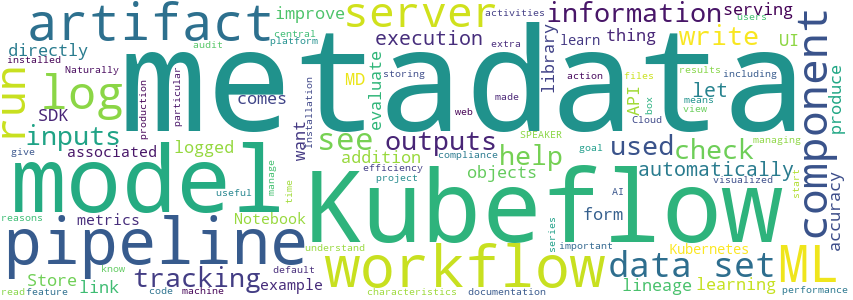 artifact improve server activities information serving
audit central platform execution extra learn thing write UI users
installed directly Naturally metadata storing library action files
run log production particular comes MD evaluate made API results including component produce
SDK Cloud box means view let
inputs associated logged want installation see outputs web SPEAKER used check managing
give model addition compliance help goal automatically visualized accuracy
reasons useful manage time efficiency project objects AI form start
metrics Notebook Kubeflow series important Kubernetes
pipeline understand workflow data set ML
Store know tracking default example lineage learning
read feature link code machine characteristics documentation performance